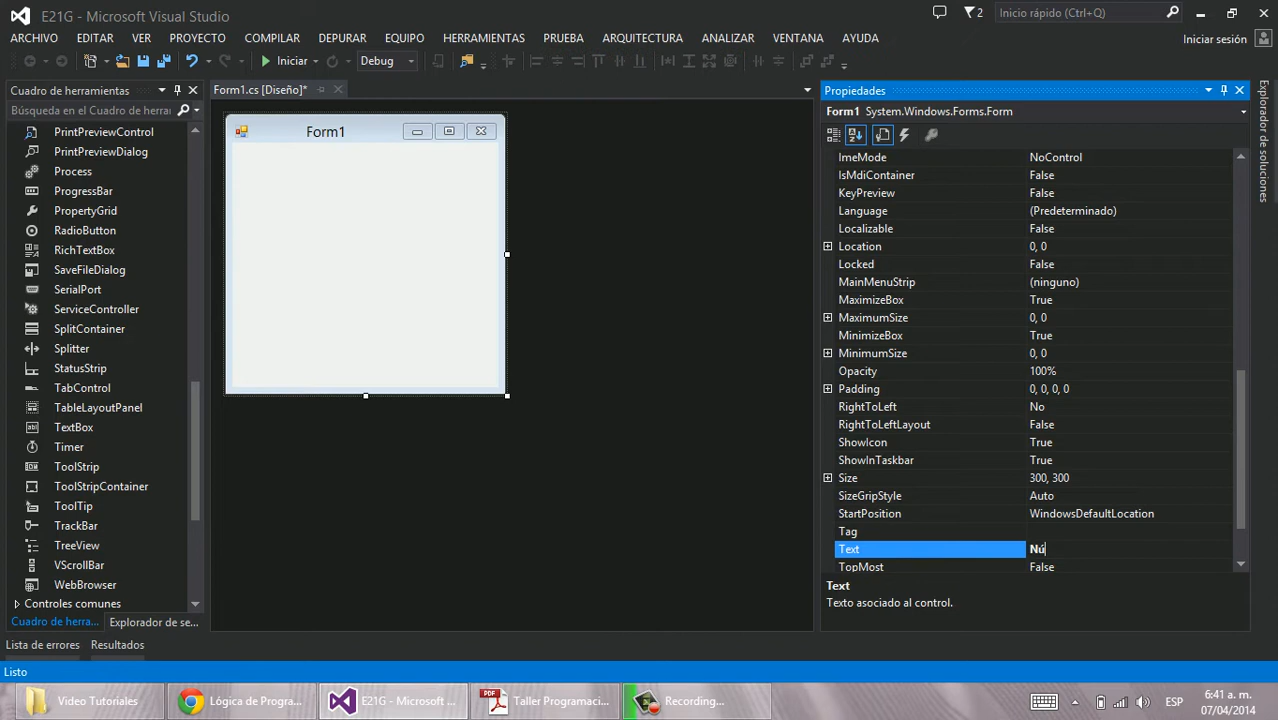 E21G - Microsoft Visual Studio
2
Inicio rápido (Ctrl+Q)
ARCHIVO EDITAR VER PROYECTO COMPILAR DEPURAR EQUIPO HERRAMIENTAS PRUEBA ARQUITECTURA ANALIZAR VENTANA AYUDA
Iniciar sesión
Iniciar
Debug
Cuadro de herramientas
Form1.cs [Diseño]*
Propiedades
Búsqueda en el Cuadro de herrar
Form1 System.Windows.Forms.Form
Explorador de soluciones
Form1
PrintPreviewControl
PrintPreviewDialog
Process
ProgressBar
PropertyGrid
RadioButton
RichTextBox
SaveFileDialog
SerialPort
ServiceController
SplitContainer
Splitter
StatusStrip
TabControl
TableLayoutPanel
TextBox
Timer
ToolStrip
ToolStripContainer
ToolTip
TrackBar
TreeView
VScrollBar
WebBrowser
Controles comunes
Cuadro de herra...
Explorador de se...
ImeMode NoControl
IsMdiContainer False
KeyPreview False
Language (Predeterminado)
Localizable False
Location 0, 0
Locked False
MainMenuStrip (ninguno)
MaximizeBox True
MaximumSize 0, 0
MinimizeBox True
MinimumSize 0, 0
Opacity 100%
Padding 0, 0, 0, 0
RightToLeft No
RightToLeftLayout False
ShowIcon True
ShowInTaskbar True
Size 300, 300
SizeGripStyle Auto
StartPosition WindowsDefaultLocation
Tag
Text Nú
TopMost False
Text
Texto asociado al control.
Lista de errores Resultados
Listo
Video Tutoriales
Lógica de Progra...
E21G - Microsoft ...
PDF
Taller Programaci...
Recording...
ESP
6:41 a. m.
07/04/2014